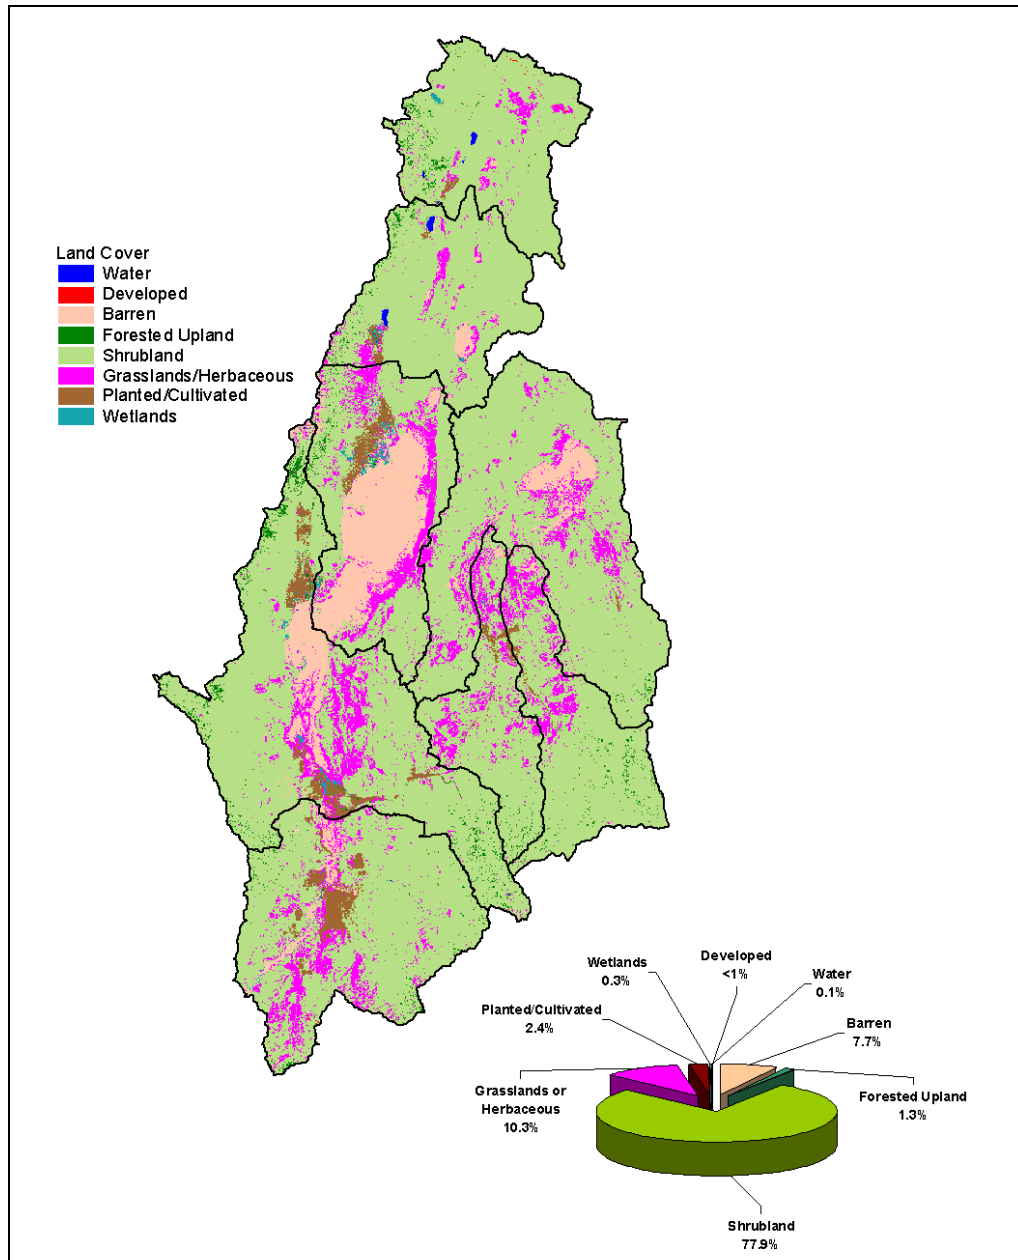 Land Cover
Water
Developed
Barren
Forested Upland
Shrubland
Grasslands/Herbaceous
Planted/Cultivated
Wetlands
Wetlands
0.3%
Developed
<1%
Water
0.1%
Planted/Cultivated
2.4%
Barren
7.7%
Grasslands or
Herbaceous
10.3%
Forested Upland
1.3%
Shrubland
77.9%